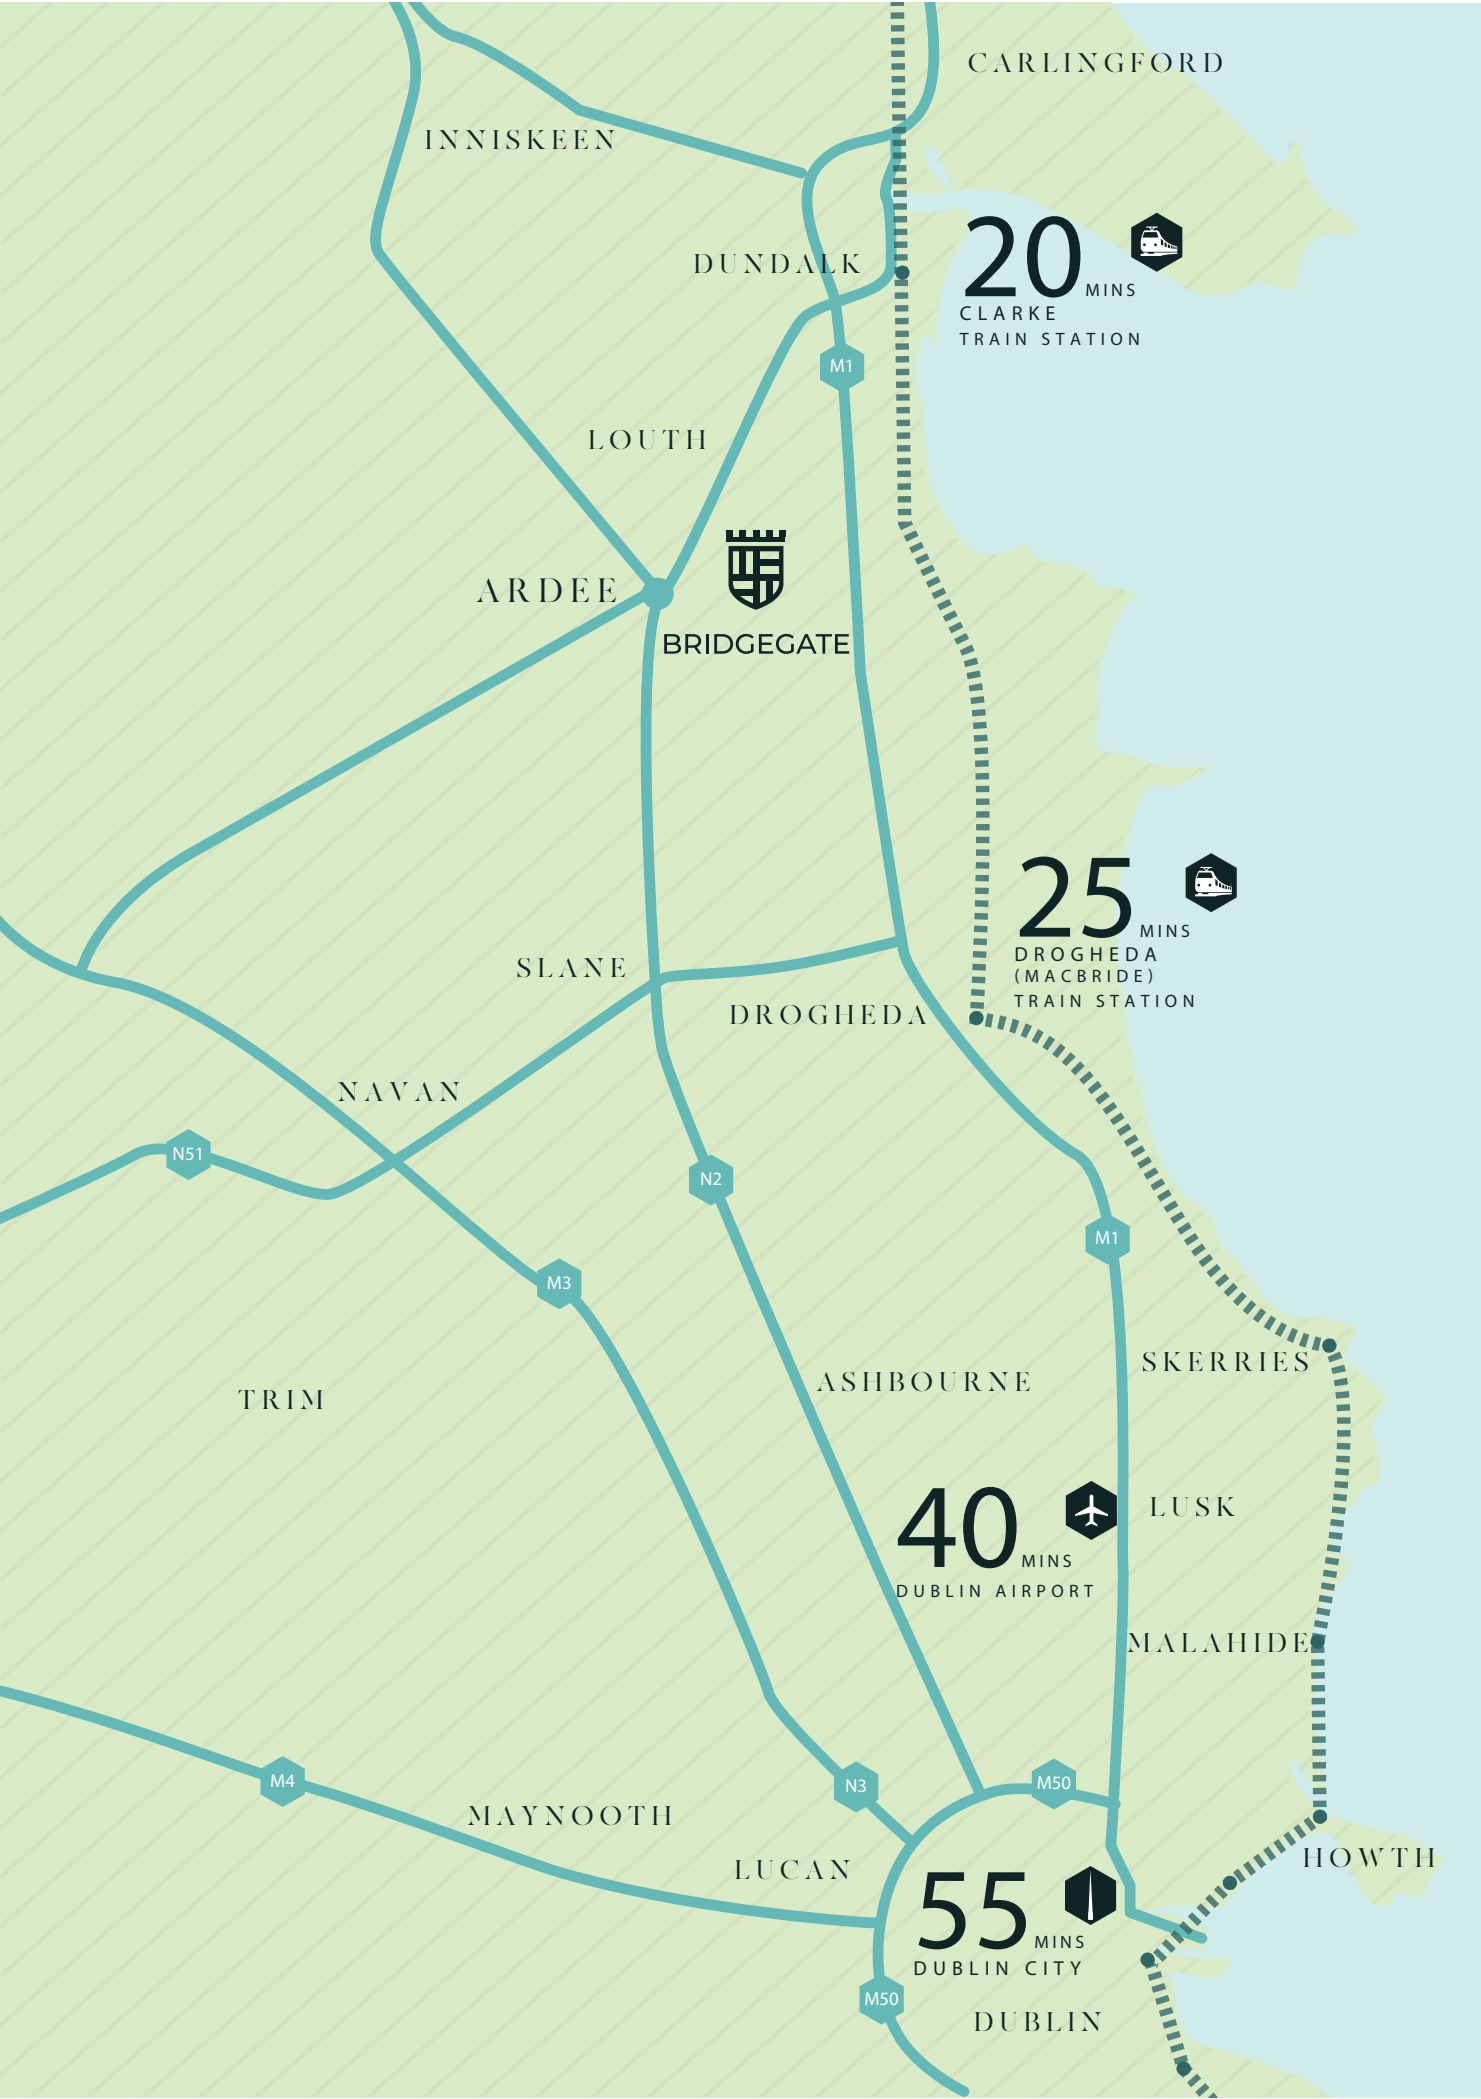 CARLINGFORD
INNISKEEN
DUNDALK
20 MINS
CLARKE
TRAIN STATION
M1
LOUTH
ARDEE
BRIDGEGATE
25 MINS
DROGHEDA
(MACBRIDE)
TRAIN STATION
SLANE
DROGHEDA
NAVAN
N51
N2
M1
M3
SKERRIES
ASHBOURNE
TRIM
LUSK
40 MINS
DUBLIN AIRPORT
MALAHIDE
M4
N3
M50
MAYNOOTH
HOWTH
LUCAN
55 MINS
DUBLIN CITY
M50
DUBLIN